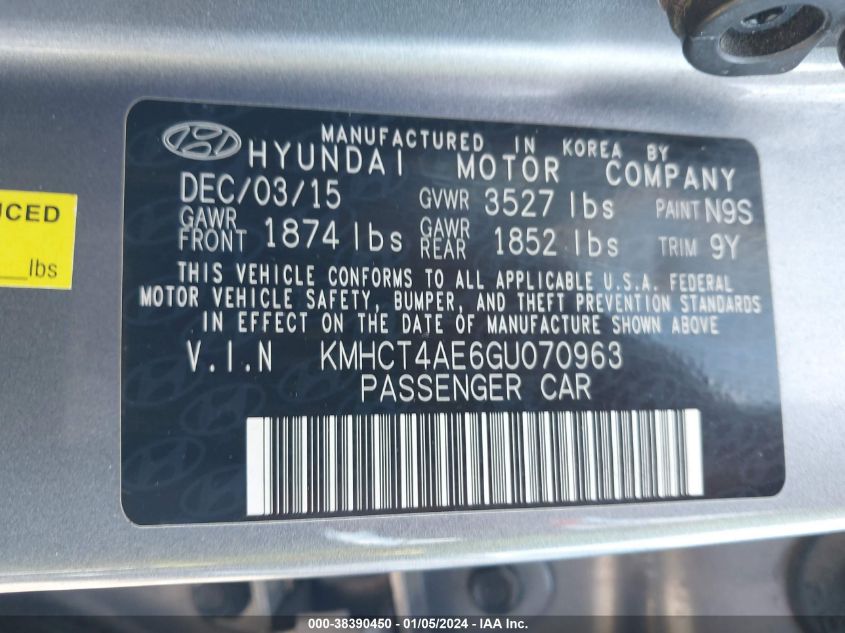 MANUFACTURED IN KOREA BY
HYUNDAI MOTOR COMPANY
DEC/03/15 GVWR 3527 lbs PAINT N9S
GAWR FRONT 1874 lbs GAWR REAR 1852 lbs TRIM 9Y
THIS VEHICLE CONFORMS TO ALL APPLICABLE U.S.A. FEDERAL
MOTOR VEHICLE SAFETY, BUMPER, AND THEFT PREVENTION STANDARDS
IN EFFECT ON THE DATE OF MANUFACTURE SHOWN ABOVE
V.I.N KMHCT4AE6GU070963
PASSENGER CAR
lbs
000-38390450 - 01/05/2024 - IAA Inc.